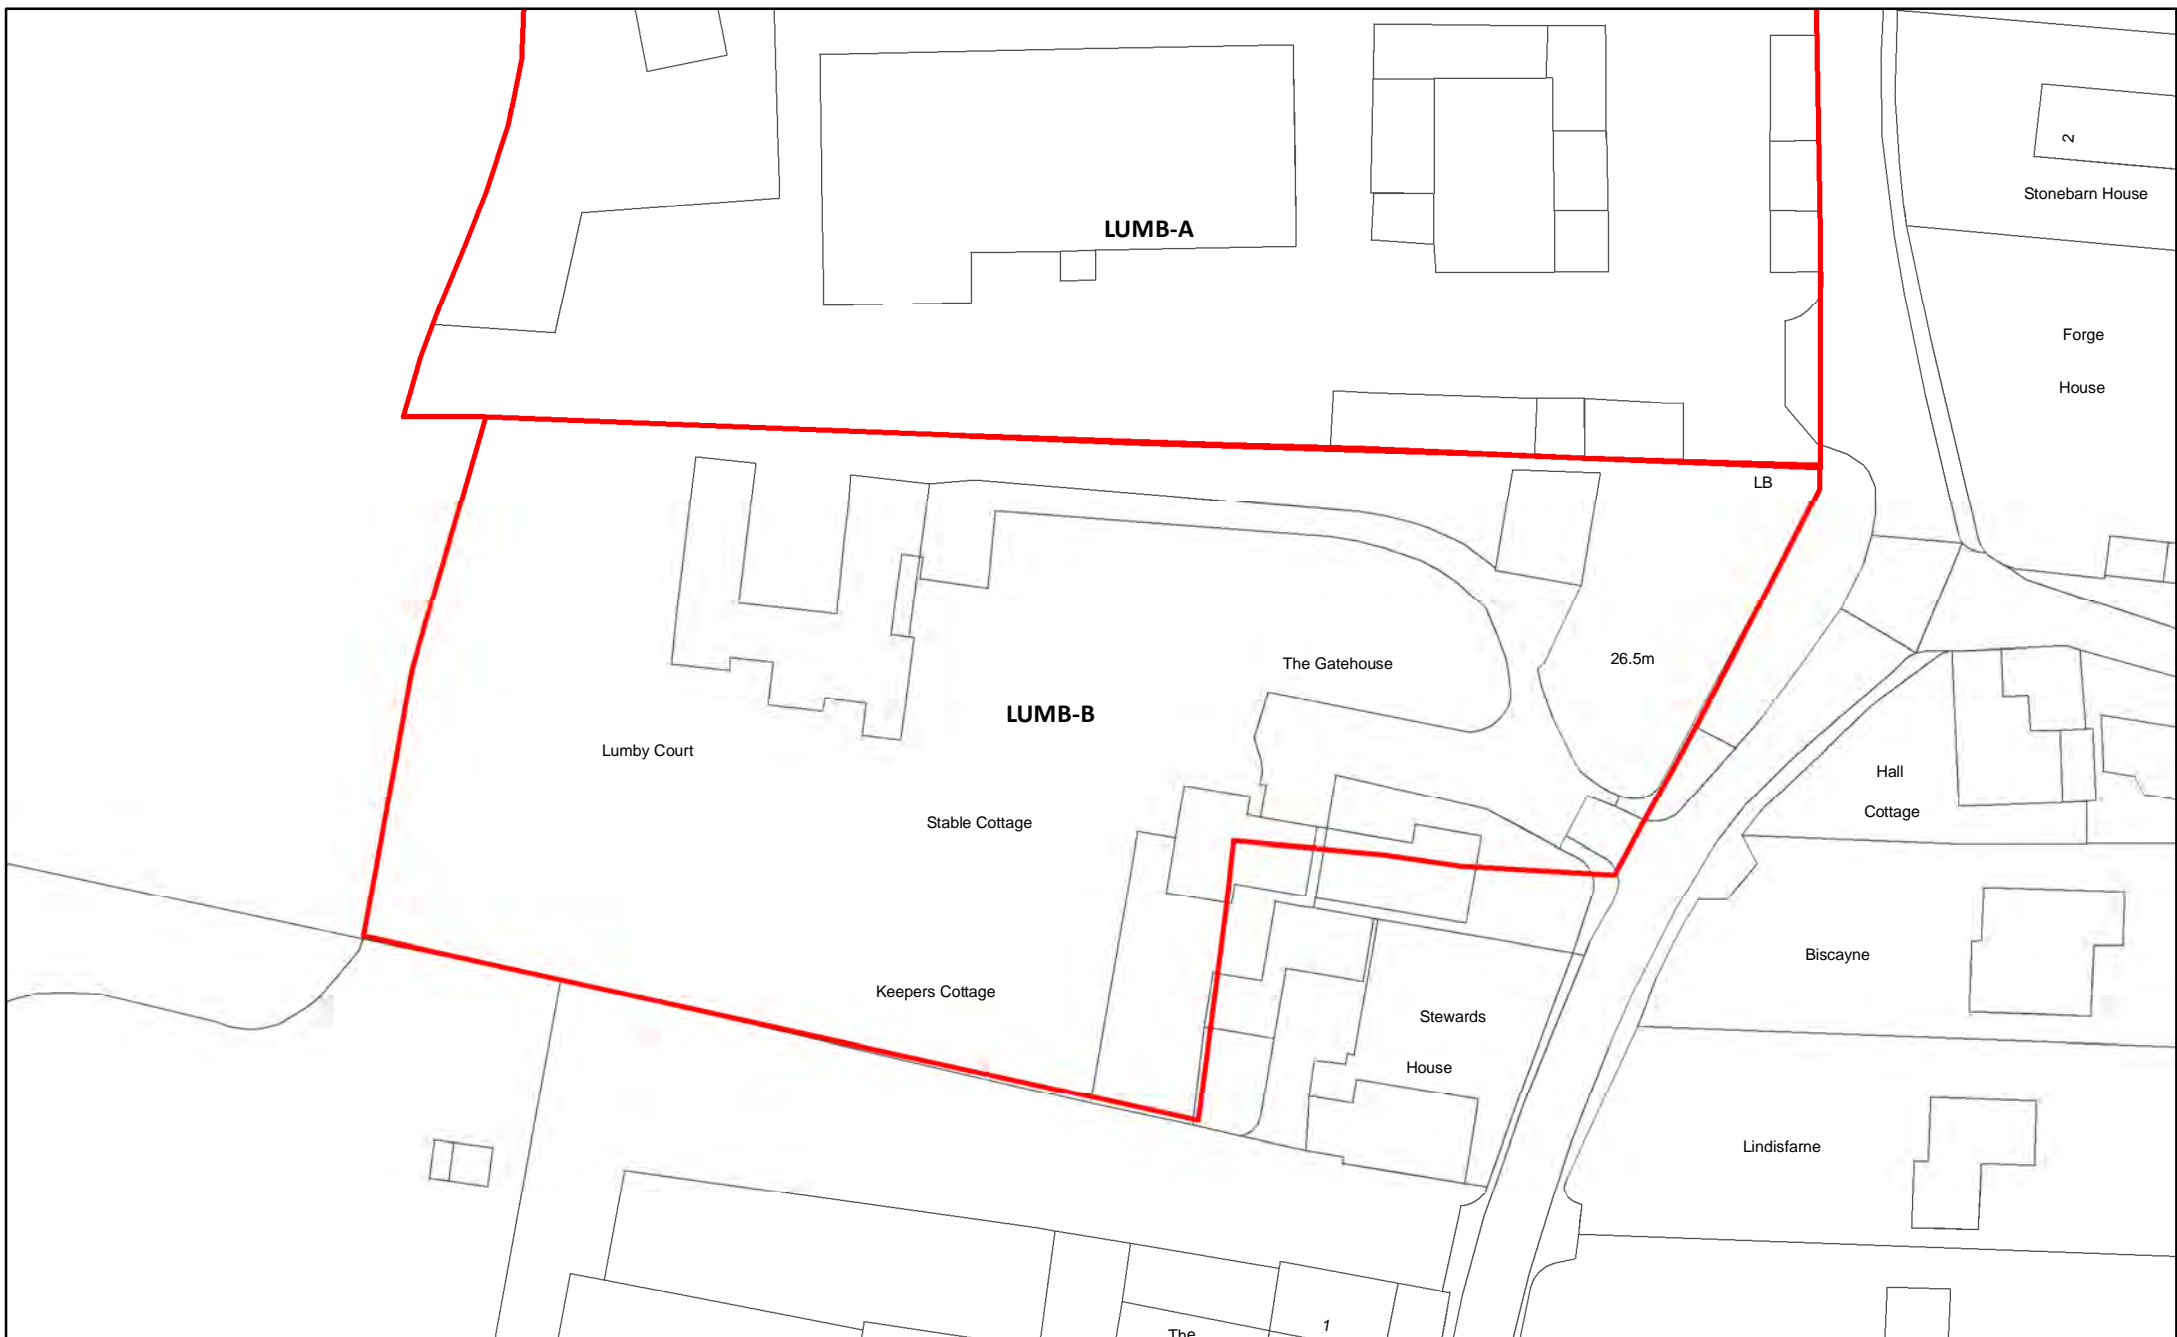 2
Stonebarn House
LUMB-A
Forge
House
LB
The Gatehouse
26.5m
LUMB-B
Lumby Court
Hall
Cottage
Stable Cottage
Biscayne
Keepers Cottage
Stewards
House
Lindisfarne
1
The